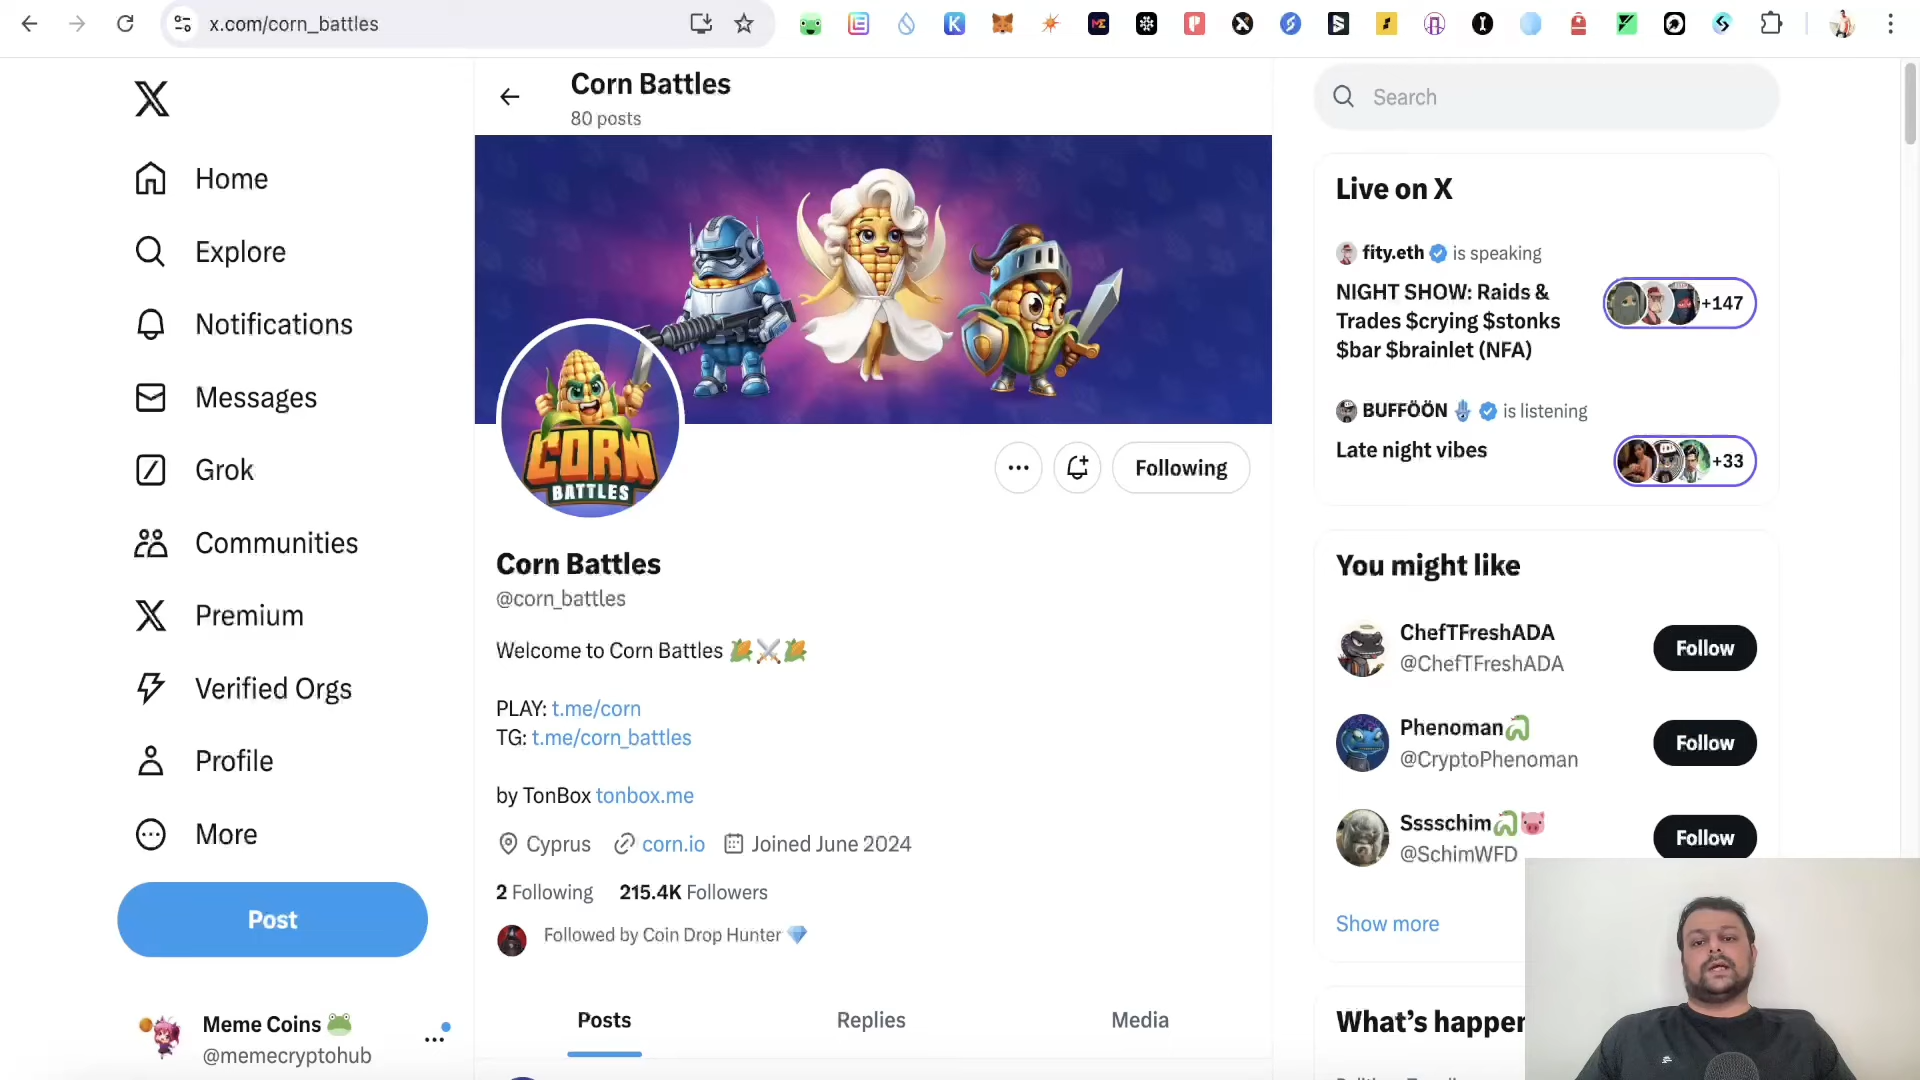 x.com/corn_battles
Corn Battles
80 posts
Search
Home
Explore
Notifications
Messages
Grok
Communities
Premium
Verified Orgs
Profile
More
Post
Meme Coins 🐸
@memecryptohub
CORN
BATTLES
Following
Corn Battles
@corn_battles
Welcome to Corn Battles 🌽⚔️🌽
PLAY: t.me/corn
TG: t.me/corn_battles
by TonBox tonbox.me
Cyprus corn.io Joined June 2024
2 Following 215.4K Followers
Followed by Coin Drop Hunter 💎
Posts Replies Media
Live on X
fity.eth is speaking
NIGHT SHOW: Raids &
Trades $crying $stonks
$bar $brainlet (NFA)
+147
BUFFÖÖN 🪬 is listening
Late night vibes
+33
You might like
ChefTFreshADA
@ChefTFreshADA
Follow
Phenoman🐍
@CryptoPhenoman
Follow
Sssschim🐍🐷
@SchimWFD
Follow
Show more
What's happen